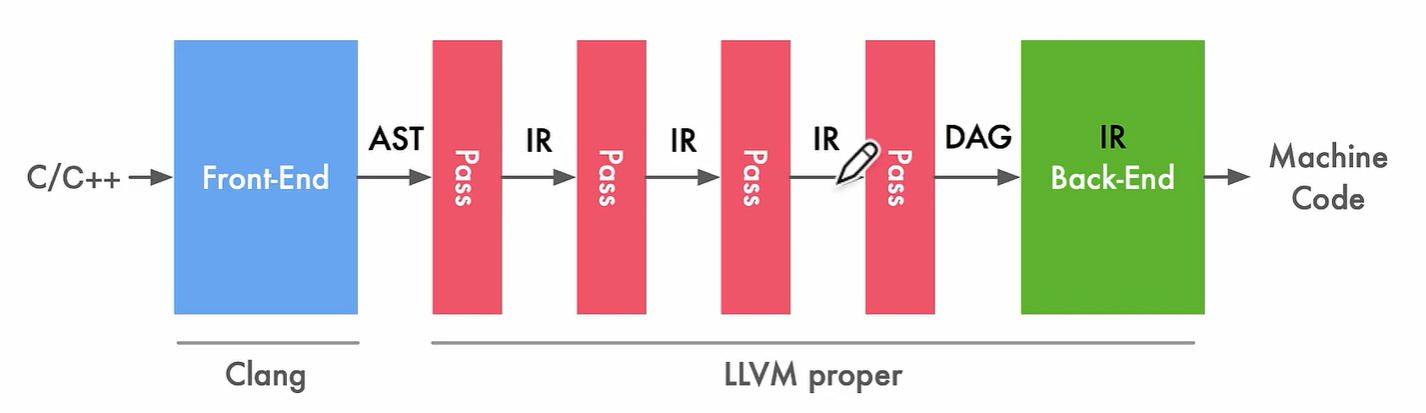 C/C++
Front-End
AST
Pass
IR
Pass
IR
Pass
IR
Pass
DAG
IR
Back-End
Machine
Code
Clang
LLVM proper